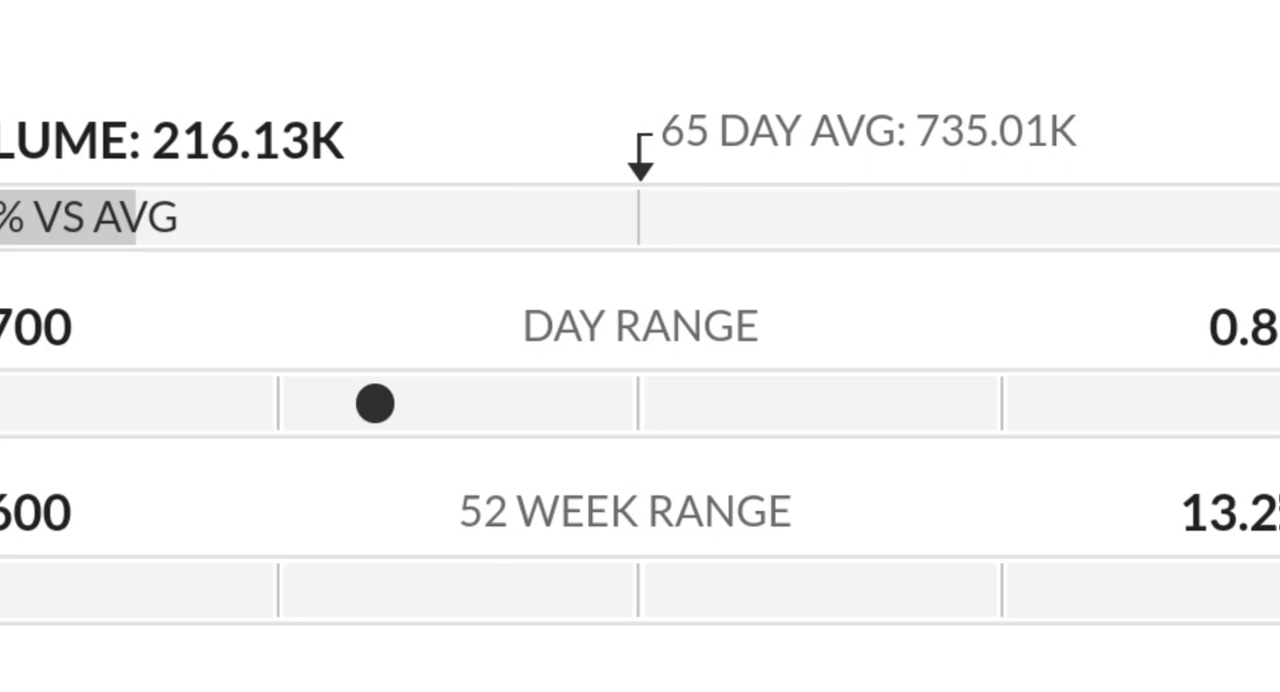 LUME: 216.13K
65 DAY AVG: 735.01K
% VS AVG
700
DAY RANGE
0.8
600
52 WEEK RANGE
13.2